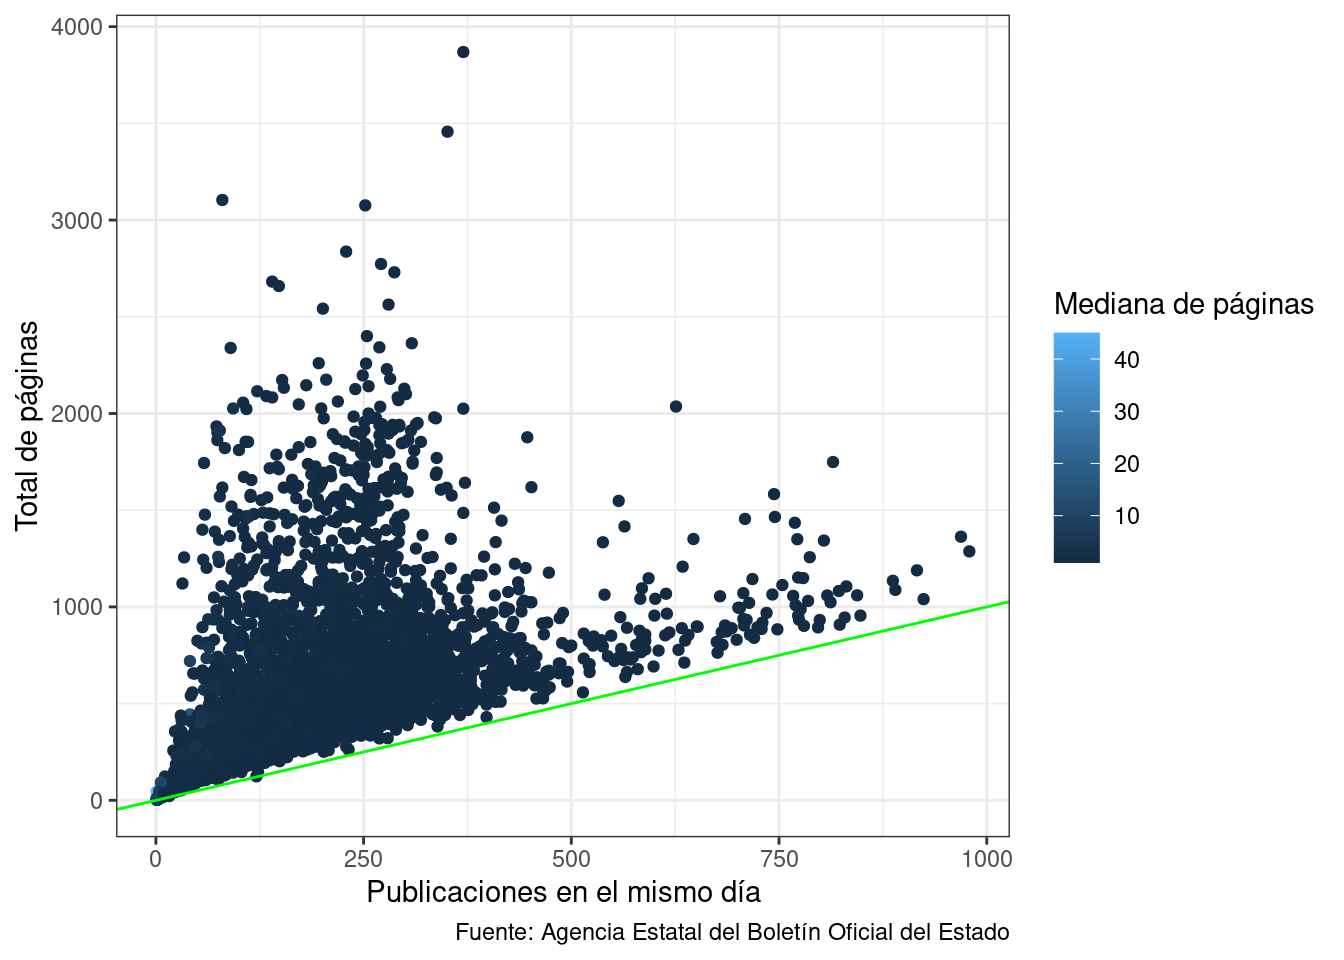 4000
3000
2000
1000
0
Total de páginas
0 250 500 750 1000
Publicaciones en el mismo día
Mediana de páginas
40
30
20
10
Fuente: Agencia Estatal del Boletín Oficial del Estado